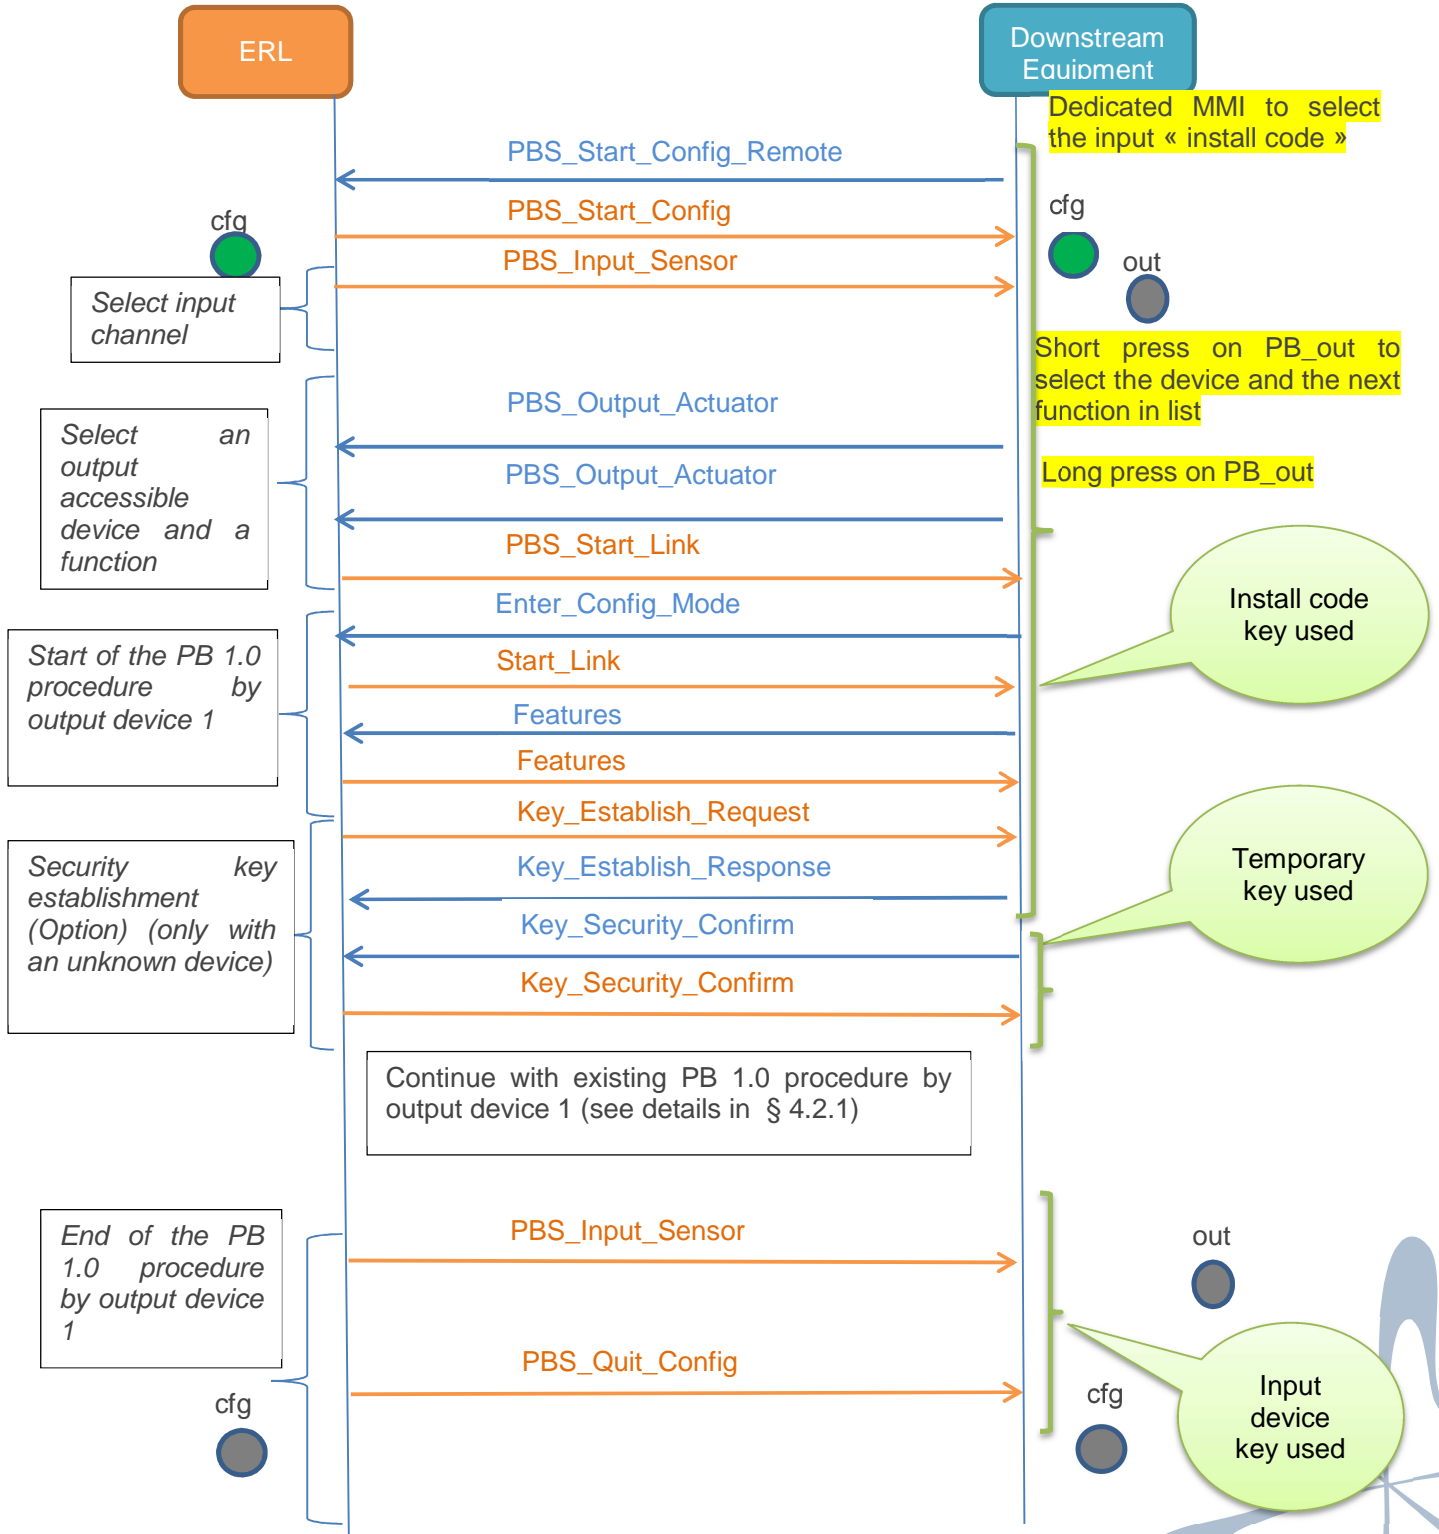 ERL
Downstream
Equipment
Dedicated MMI to select
the input « install code »
PBS_Start_Config_Remote
cfg
PBS_Start_Config
cfg
PBS_Input_Sensor
out
Select input
channel
Short press on PB_out to
select the device and the next
function in list
PBS_Output_Actuator
Select an
output
accessible
device and a
function
PBS_Output_Actuator
Long press on PB_out
PBS_Start_Link
Enter_Config_Mode
Install code
key used
Start of the PB 1.0
procedure by
output device 1
Start_Link
Features
Features
Key_Establish_Request
Security key
establishment
(Option) (only with
an unknown device)
Key_Establish_Response
Temporary
key used
Key_Security_Confirm
Key_Security_Confirm
Continue with existing PB 1.0 procedure by
output device 1 (see details in § 4.2.1)
End of the PB
1.0 procedure
by output device
1
PBS_Input_Sensor
out
PBS_Quit_Config
cfg
cfg
Input
device
key used